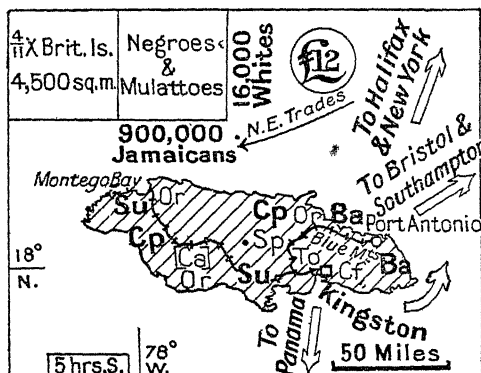 4/11 X Brit. Is.
4,500 sq.m.
Negroes
&
Mulattoes
16,000
Whites
£12
N.E. Trades
To Halifax
& New York
900,000
Jamaicans
To Bristol &
Southampton
Montego Bay
Port Antonio
Su
Or
Cp
Or
Ba
Cp
Sp
Blue Mts
Ca
To
Ba
Or
Su
Cf
18°
N.
Kingston
To
Panama
50 Miles
5 hrs. S.
78°
W.